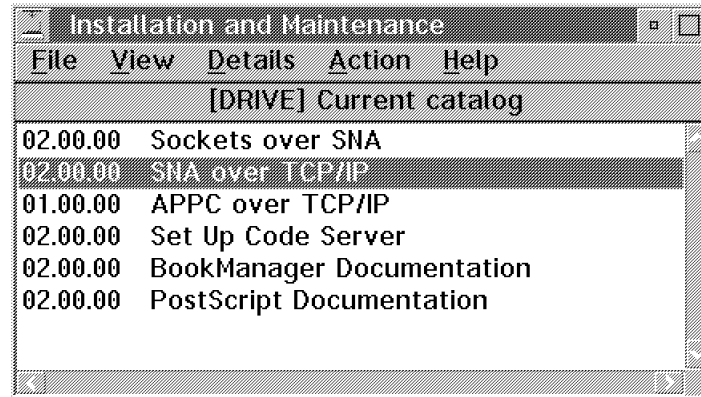 Installation and Maintenance
File View Details Action Help
[DRIVE] Current catalog
02.00.00 Sockets over SNA
02.00.00 SNA over TCP/IP
01.00.00 APPC over TCP/IP
02.00.00 Set Up Code Server
02.00.00 BookManager Documentation
02.00.00 PostScript Documentation